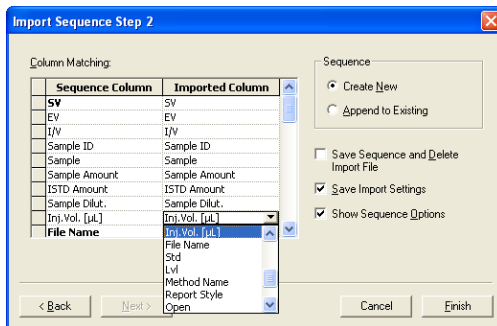 Import Sequence Step 2
Column Matching:
Sequence Column Imported Column
SV SV
EV EV
I/V I/V
Sample ID Sample ID
Sample Sample
Sample Amount Sample Amount
ISTD Amount ISTD Amount
Sample Dilut. Sample Dilut.
Inj.Vol. [µL] Inj.Vol. [µL]
File Name Inj.Vol. [µL]
File Name
Std
Lvl
Method Name
Report Style
Open
Sequence
Create New
Append to Existing
Save Sequence and Delete
Import File
Save Import Settings
Show Sequence Options
< Back Next > Cancel Finish